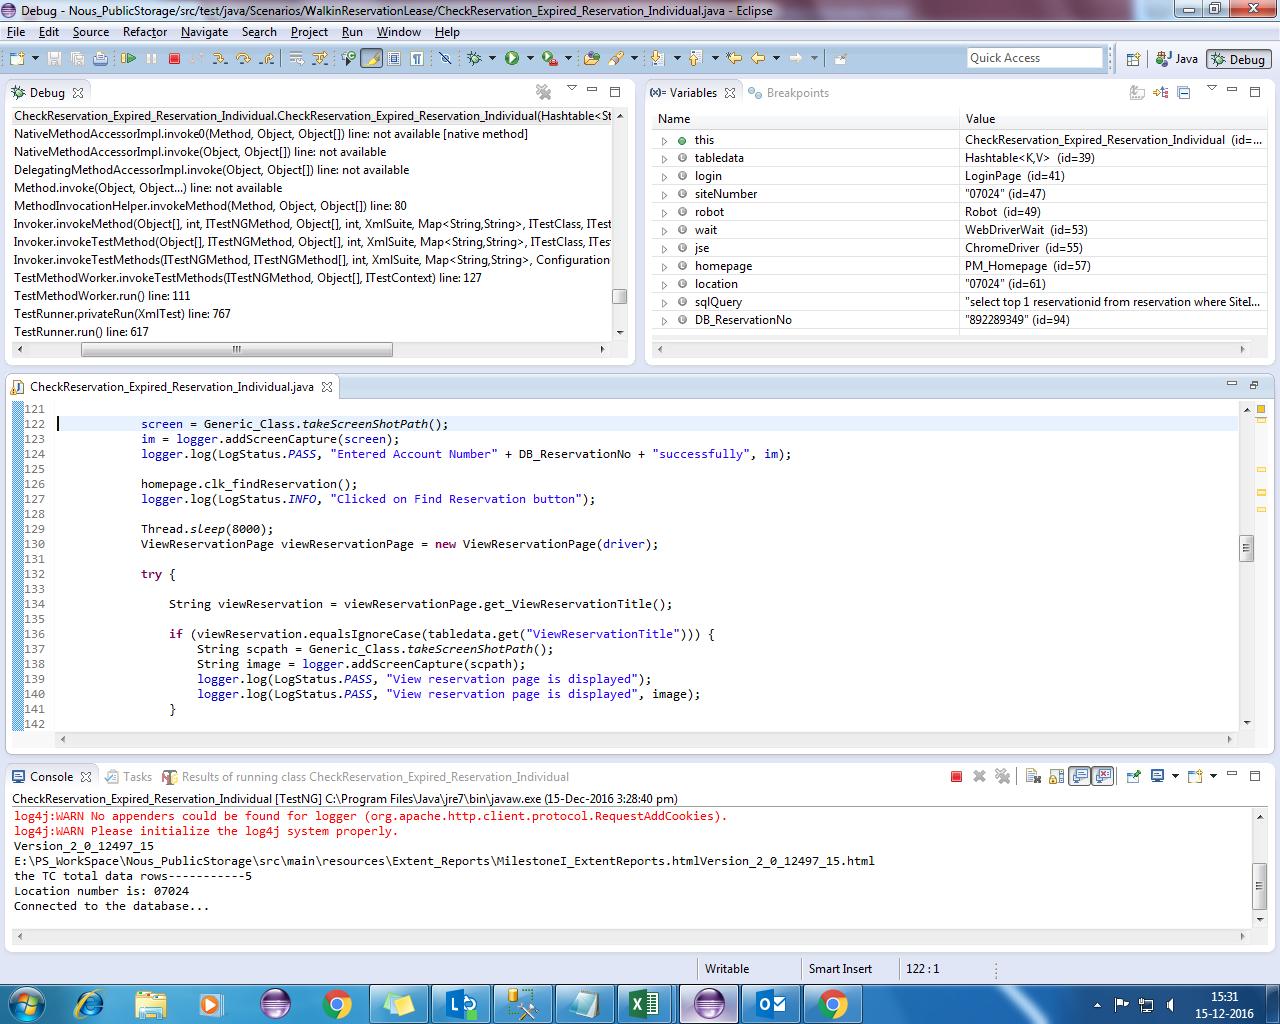 Debug - Nous_PublicStorage/src/test/java/Scenarios/WalkinReservationLease/CheckReservation_Expired_Reservation_Individual.java - Eclipse
File Edit Source Refactor Navigate Search Project Run Window Help
Quick Access
Java
Debug
Debug
CheckReservation_Expired_Reservation_Individual.CheckReservation_Expired_Reservation_Individual(Hashtable<St
NativeMethodAccessorImpl.invoke0(Method, Object, Object[]) line: not available [native method]
NativeMethodAccessorImpl.invoke(Object, Object[]) line: not available
DelegatingMethodAccessorImpl.invoke(Object, Object[]) line: not available
Method.invoke(Object, Object...) line: not available
MethodInvocationHelper.invokeMethod(Method, Object, Object[]) line: 80
Invoker.invokeMethod(Object[], int, ITestNGMethod, Object[], int, XmlSuite, Map<String,String>, ITestClass, ITest
Invoker.invokeTestMethod(Object[], ITestNGMethod, Object[], int, XmlSuite, Map<String,String>, ITestClass, ITes
Invoker.invokeTestMethods(ITestNGMethod, ITestNGMethod[], int, XmlSuite, Map<String,String>, Configuration
TestMethodWorker.invokeTestMethods(ITestNGMethod, Object[], ITestContext) line: 127
TestMethodWorker.run() line: 111
TestRunner.privateRun(XmlTest) line: 767
TestRunner.run() line: 617
(x)= Variables Breakpoints
Name Value
this CheckReservation_Expired_Reservation_Individual (id=...
tabledata Hashtable<K,V> (id=39)
login LoginPage (id=41)
siteNumber "07024" (id=47)
robot Robot (id=49)
wait WebDriverWait (id=53)
jse ChromeDriver (id=55)
homepage PM_Homepage (id=57)
location "07024" (id=61)
sqlQuery "select top 1 reservationid from reservation where SiteI...
DB_ReservationNo "892289349" (id=94)
CheckReservation_Expired_Reservation_Individual.java
121
122 screen = Generic_Class.takeScreenShotPath();
123 im = logger.addScreenCapture(screen);
124 logger.log(LogStatus.PASS, "Entered Account Number" + DB_ReservationNo + "successfully", im);
125
126 homepage.clk_findReservation();
127 logger.log(LogStatus.INFO, "Clicked on Find Reservation button");
128
129 Thread.sleep(8000);
130 ViewReservationPage viewReservationPage = new ViewReservationPage(driver);
131
132 try {
133
134 String viewReservation = viewReservationPage.get_ViewReservationTitle();
135
136 if (viewReservation.equalsIgnoreCase(tabledata.get("ViewReservationTitle"))) {
137 String scpath = Generic_Class.takeScreenShotPath();
138 String image = logger.addScreenCapture(scpath);
139 logger.log(LogStatus.PASS, "View reservation page is displayed");
140 logger.log(LogStatus.PASS, "View reservation page is displayed", image);
141 }
142
Console Tasks Results of running class CheckReservation_Expired_Reservation_Individual
CheckReservation_Expired_Reservation_Individual [TestNG] C:\Program Files\Java\jre7\bin\javaw.exe (15-Dec-2016 3:28:40 pm)
log4j:WARN No appenders could be found for logger (org.apache.http.client.protocol.RequestAddCookies).
log4j:WARN Please initialize the log4j system properly.
Version_2_0_12497_15
E:\PS_WorkSpace\Nous_PublicStorage\src\main\resources\Extent_Reports\MilestoneI_ExtentReports.htmlVersion_2_0_12497_15.html
the TC total data rows-----------5
Location number is: 07024
Connected to the database...
Writable Smart Insert 122 : 1
15:31
15-12-2016